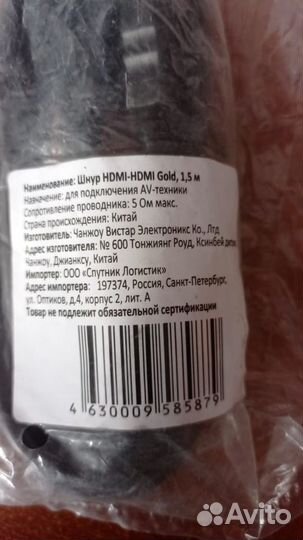 Наименование: Шнур HDMI-HDMI Gold, 1,5 м
Назначение: для подключения AV-техники
Сопротивление проводника: 5 Ом макс.
Страна происхождения: Китай
Изготовитель: Чанжоу Вистар Электроникс Ко., Лтд
Адрес изготовителя: № 600 Тонжиянг Роуд, Ксинбей
Чанжоу, Джианксу, Китай
Импортер: ООО «Спутник Логистик»
Адрес импортера: 197374, Россия, Санкт-Петербург,
ул. Оптиков, д.4, корпус 2, лит. А
Товар не подлежит обязательной сертификации
4 630009 585879
Avito